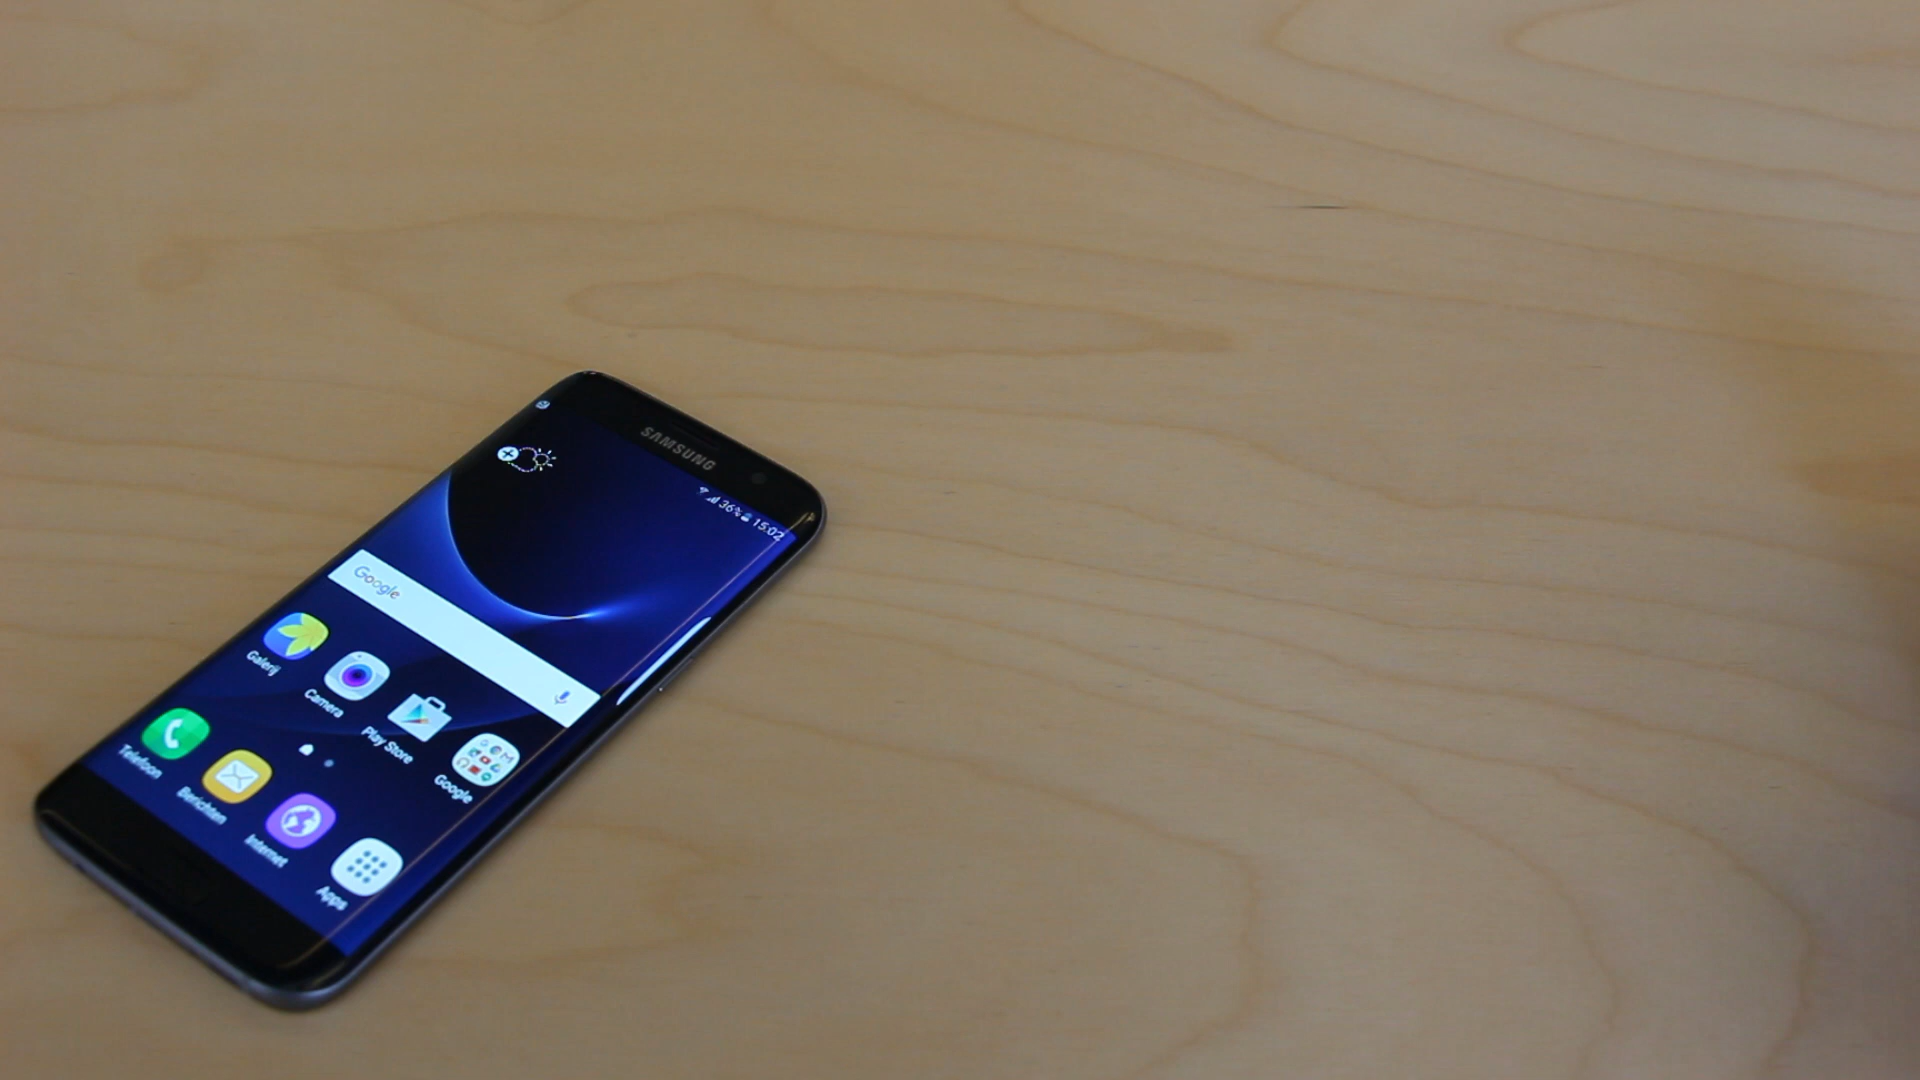 SAMSUNG
36% 15:02
Google
Galerij
Camera
Play Store
Google
Telefoon
Berichten
Internet
Apps